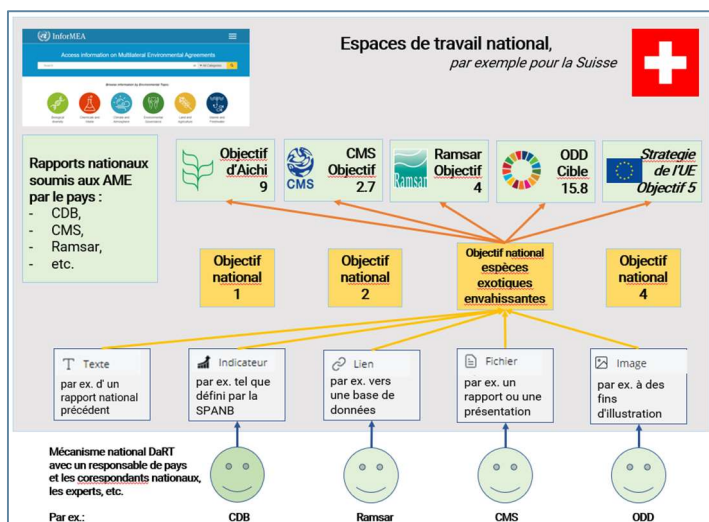 InforMEA
Access information on Multilateral Environmental Agreements
Espaces de travail national,
par exemple pour la Suisse
Browse information by Environmental Topic
Rapports nationaux
soumis aux AME
par le pays :
- CDB,
- CMS,
- Ramsar,
- etc.
Objectif
d'Aichi
9
CMS
CMS
Objectif
2.7
Ramsar
Ramsar
Objectif
4
ODD
Cible
15.8
Strategie
de l'UE
Objectif 5
Objectif
national
1
Objectif
national
2
Objectif national
espèces
exotiques
envahissantes
Objectif
national
4
Texte
par ex. d' un
rapport national
précédent
Indicateur
par ex. tel que
défini par la
SPANB
Lien
par ex. vers
une base de
données
Fichier
par ex. un
rapport ou une
présentation
Image
par ex. à des
fins
d'illustration
Mécanisme national DaRT
avec un responsable de pays
et les corespondants nationaux,
les experts, etc.
Par ex.:
CDB
Ramsar
CMS
ODD